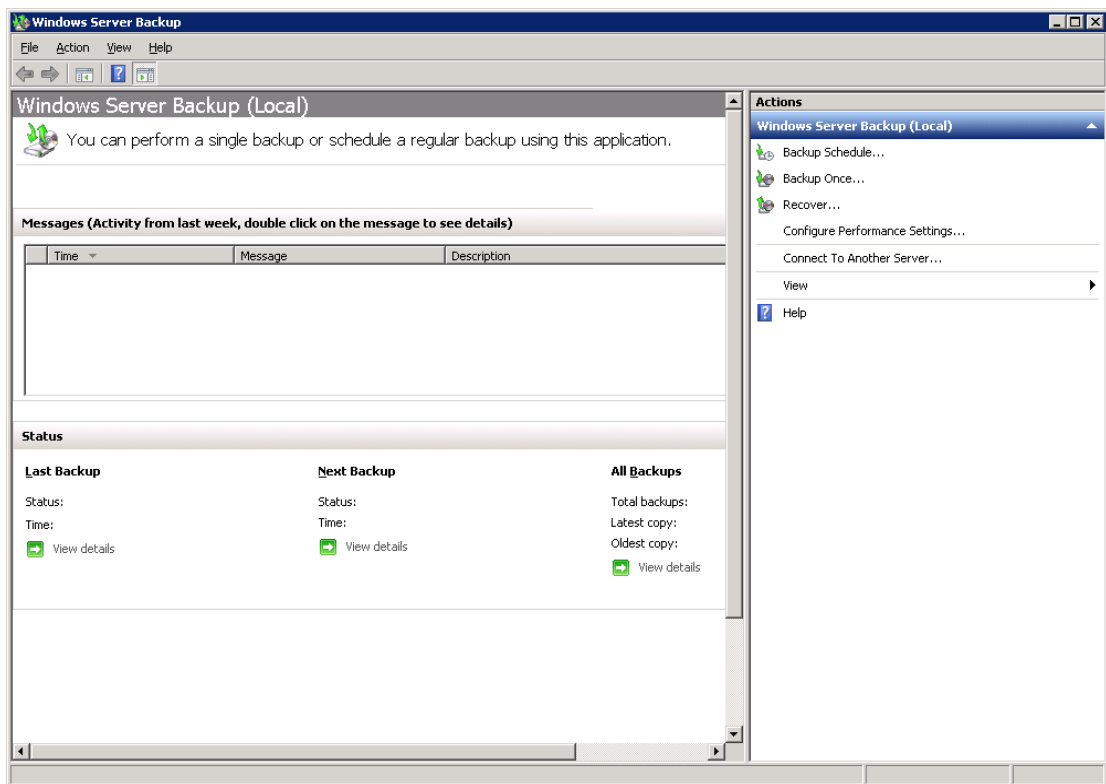 Windows Server Backup
File Action View Help
Windows Server Backup (Local)
You can perform a single backup or schedule a regular backup using this application.
Messages (Activity from last week, double click on the message to see details)
Time Message Description
Status
Last Backup
Status:
Time:
View details
Next Backup
Status:
Time:
View details
All Backups
Total backups:
Latest copy:
Oldest copy:
View details
Actions
Windows Server Backup (Local)
Backup Schedule...
Backup Once...
Recover...
Configure Performance Settings...
Connect To Another Server...
View
Help